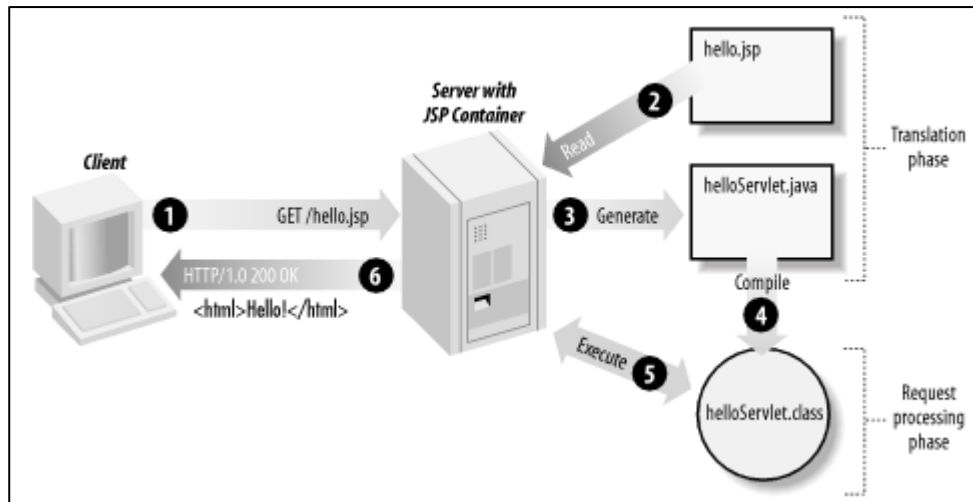 Client
1
GET /hello.jsp
6
HTTP/1.0 200 OK
<html>Hello!</html>
Server with
JSP Container
2
Read
hello.jsp
3
Generate
helloServlet.java
Compile
4
Execute
5
helloServlet.class
Translation
phase
Request
processing
phase